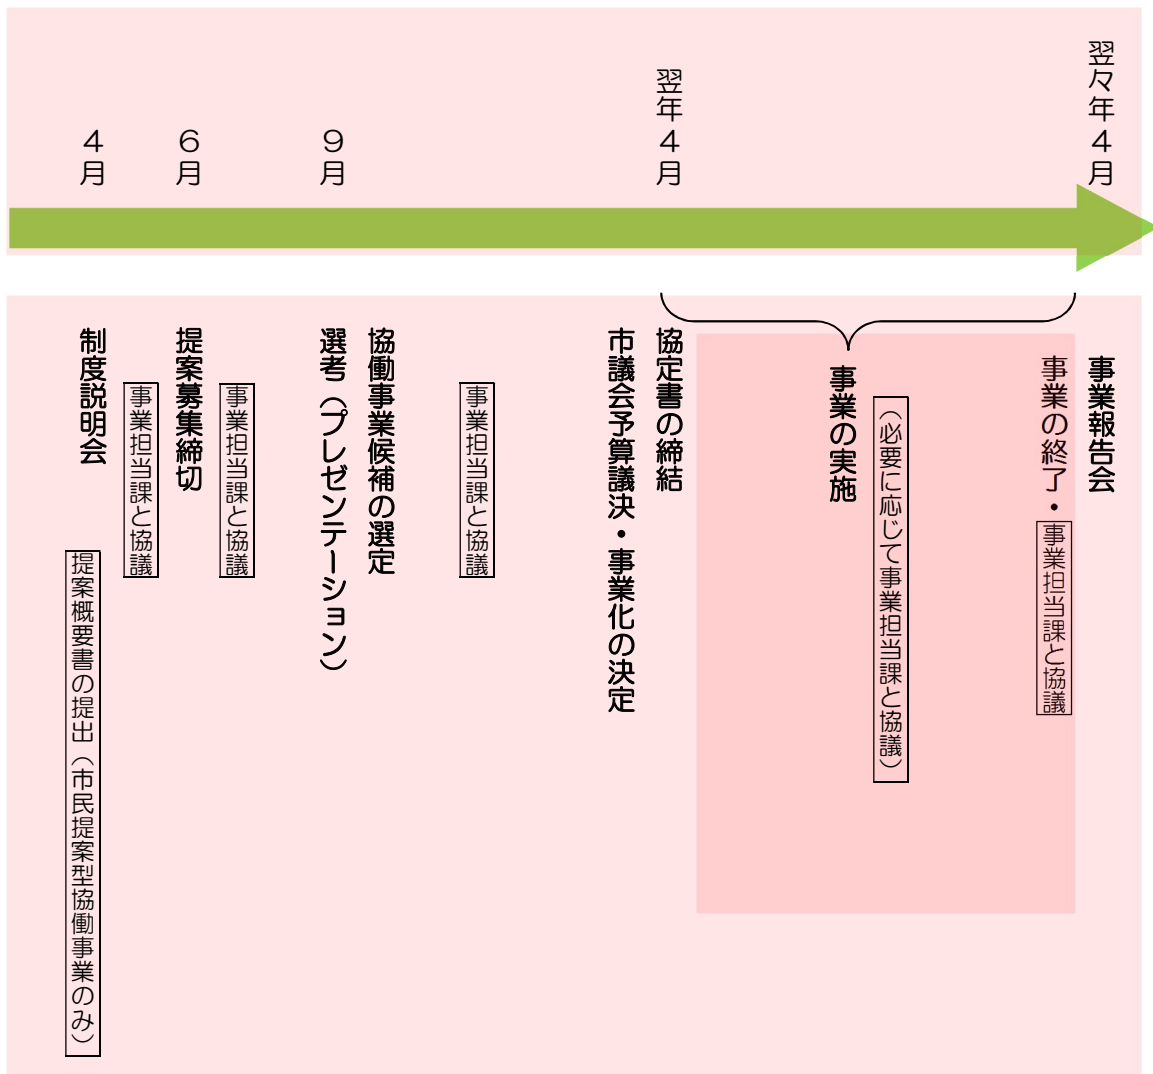 ４月
６月
９月
翌年４月
翌々年４月
制度説明会
提案概要書の提出（市民提案型協働事業のみ）
事業担当課と協議
提案募集締切
事業担当課と協議
選考（プレゼンテーション）
協働事業候補の選定
事業担当課と協議
市議会予算議決・事業化の決定
協定書の締結
事業の実施
（必要に応じて事業担当課と協議）
事業の終了・事業担当課と協議
事業報告会